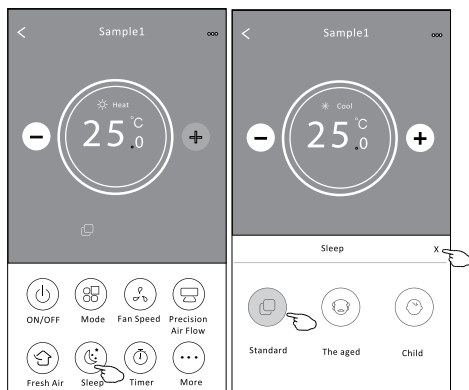 Sample1
Heat
25.0 °C
ON/OFF
Mode
Fan Speed
Precision Air Flow
Fresh Air
Sleep
Timer
More
Sample1
Cool
25.0 °C
Sleep
X
Standard
The aged
Child